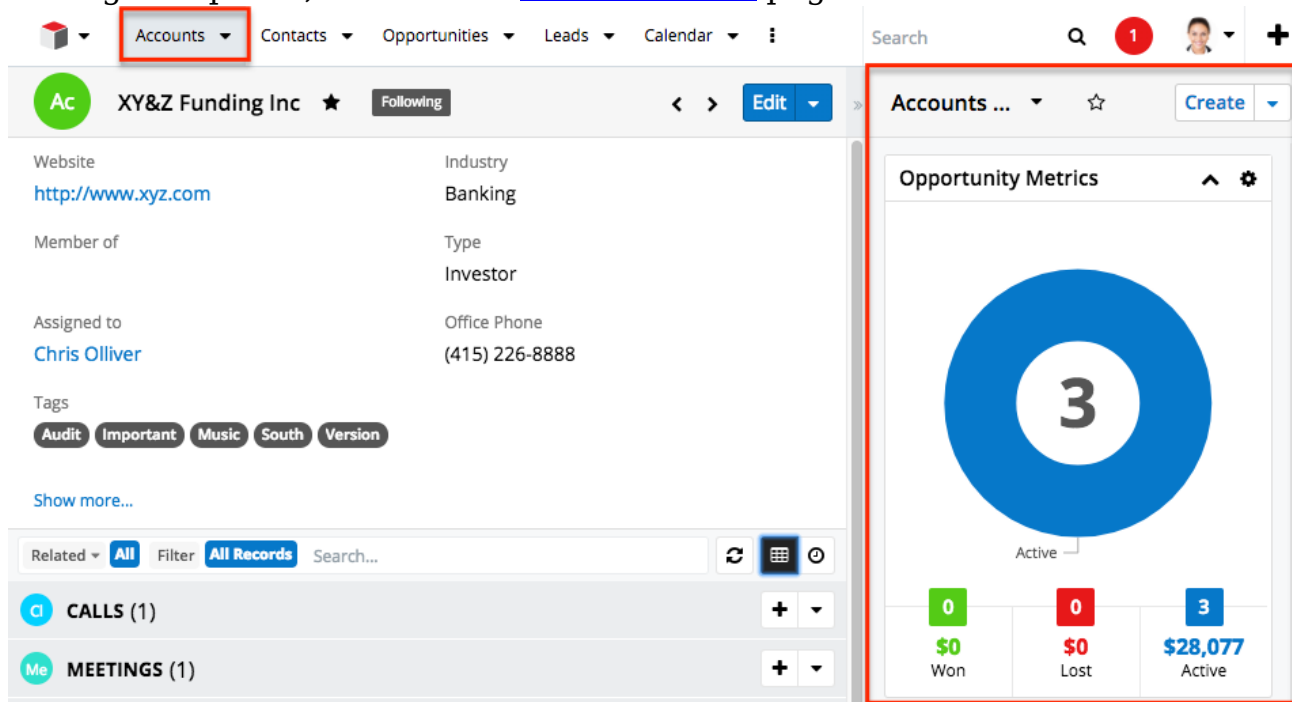 Accounts Contacts Opportunities Leads Calendar Search 1
Ac XY&Z Funding Inc Following Edit
Accounts ... Create
Website Industry
http://www.xyz.com Banking
Member of Type
Investor
Assigned to Office Phone
Chris Olliver (415) 226-8888
Tags
Audit Important Music South Version
Show more...
Related All Filter All Records Search...
Cl CALLS (1)
Me MEETINGS (1)
Opportunity Metrics
3
Active
0 0 3
$0 $0 $28,077
Won Lost Active